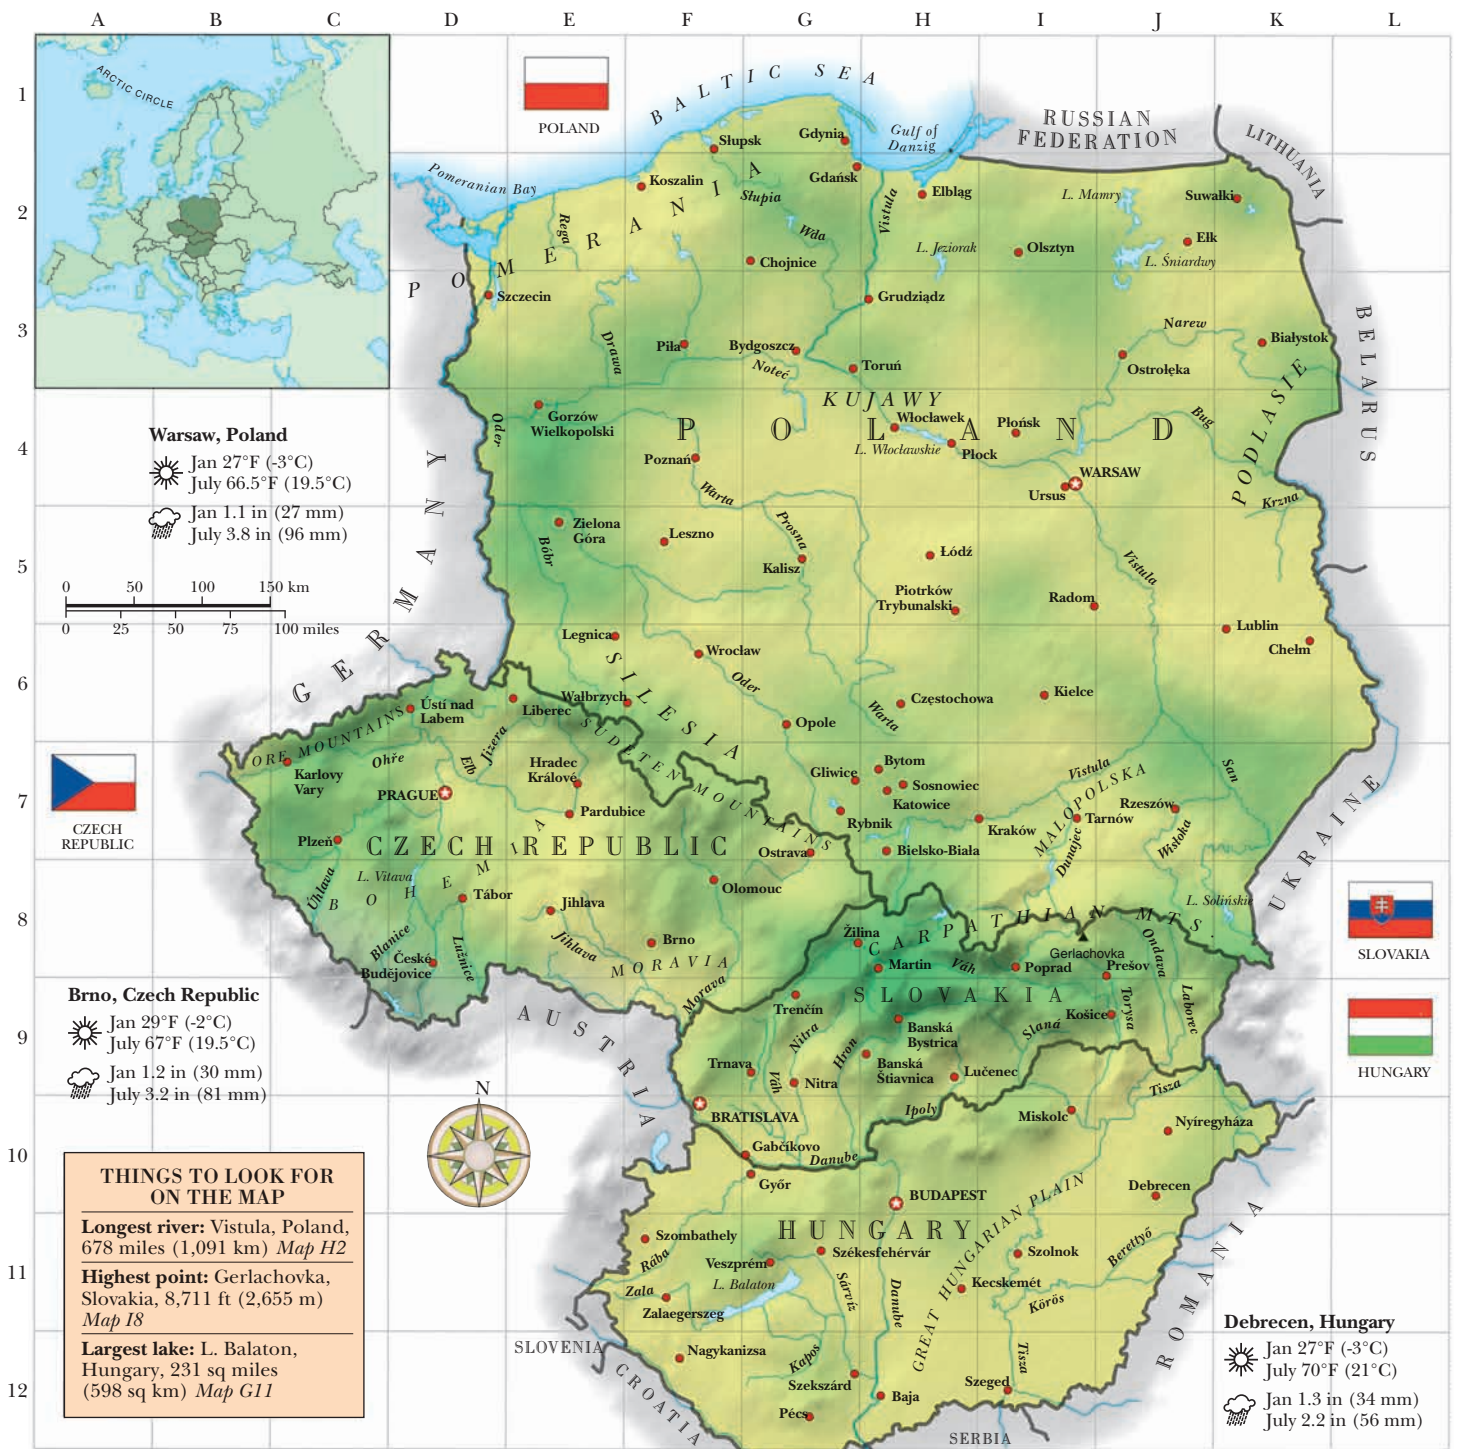 A B C D E F G H I J K L
1
2
3
4
5
6
7
8
9
10
11
12
ARCTIC CIRCLE
POLAND
BALTIC SEA
Gulf of
Danzig
RUSSIAN
FEDERATION
LITHUANIA
Pomeranian Bay
Słupsk
Gdynia
Koszalin
Gdańsk
Elbląg
L. Mamry
Suwałki
POMERANIA
Rega
Słupia
Wda
Vistula
L. Jeziorak
Olsztyn
Ełk
L. Śniardwy
Chojnice
Szczecin
Grudziądz
BELARUS
Drawa
Piła
Bydgoszcz
Noteć
Toruń
Narew
Ostrołęka
Białystok
KUJAWY
Oder
Gorzów
Wielkopolski
POLAND
Włocławek
L. Włocławskie
Płock
Płońsk
Bug
PODLASIE
Poznań
Warta
WARSAW
Ursus
Krzna
Warsaw, Poland
Jan 27°F (-3°C)
July 66.5°F (19.5°C)
Jan 1.1 in (27 mm)
July 3.8 in (96 mm)
0 50 100 150 km
0 25 50 75 100 miles
GERMANY
Zielona
Góra
Bóbr
Leszno
Prosna
Kalisz
Łódź
Piotrków
Trybunalski
Radom
Vistula
Lublin
Chełm
Legnica
Wrocław
Oder
SILESIA
Wałbrzych
Opole
Warta
Częstochowa
Kielce
Ústí nad
Labem
Liberec
ORE MOUNTAINS
SUDETEN MOUNTAINS
Karlovy
Vary
Ohře
Elb
Jizera
Hradec
Králové
PRAGUE
Pardubice
Gliwice
Bytom
Sosnowiec
Katowice
Rybnik
Vistula
MALOPOLSKA
Rzeszów
San
Kraków
Tarnów
Dunajec
Wisłoka
UKRAINE
CZECH
REPUBLIC
Plzeň
CZECH REPUBLIC
Ostrava
Bielsko-Biała
Úhlava
L. Vitava
BOHEMIA
Tábor
Olomouc
L. Solińskie
Blanice
Jihlava
Jihlava
Brno
Žilina
CARPATHIAN MTS.
Gerlachovka
České
Budějovice
Lužnice
MORAVIA
Morava
Martin
Váh
Poprad
Prešov
Ondava
SLOVAKIA
Brno, Czech Republic
Jan 29°F (-2°C)
July 67°F (19.5°C)
Jan 1.2 in (30 mm)
July 3.2 in (81 mm)
AUSTRIA
Trenčín
SLOVAKIA
Nitra
Hron
Banská
Bystrica
Slaná
Košice
Torysa
Laborec
HUNGARY
Trnava
Váh
Nitra
Banská
Štiavnica
Lučenec
Ipoly
Tisza
Miskolc
Nyíregyháza
N
BRATISLAVA
Gabčíkovo
Danube
Győr
BUDAPEST
Debrecen
GREAT HUNGARIAN PLAIN
HUNGARY
Szombathely
Rába
Veszprém
Székesfehérvár
Szolnok
Berettyó
ROMANIA
L. Balaton
Zala
Zalaegerszeg
Sárvíz
Danube
Kecskemét
Körös
THINGS TO LOOK FOR
ON THE MAP
Longest river: Vistula, Poland,
678 miles (1,091 km) Map H2
Highest point: Gerlachovka,
Slovakia, 8,711 ft (2,655 m)
Map I8
Largest lake: L. Balaton,
Hungary, 231 sq miles
(598 sq km) Map G11
SLOVENIA
CROATIA
Nagykanizsa
Kapos
Szekszárd
Baja
Tisza
Szeged
Pécs
SERBIA
Debrecen, Hungary
Jan 27°F (-3°C)
July 70°F (21°C)
Jan 1.3 in (34 mm)
July 2.2 in (56 mm)